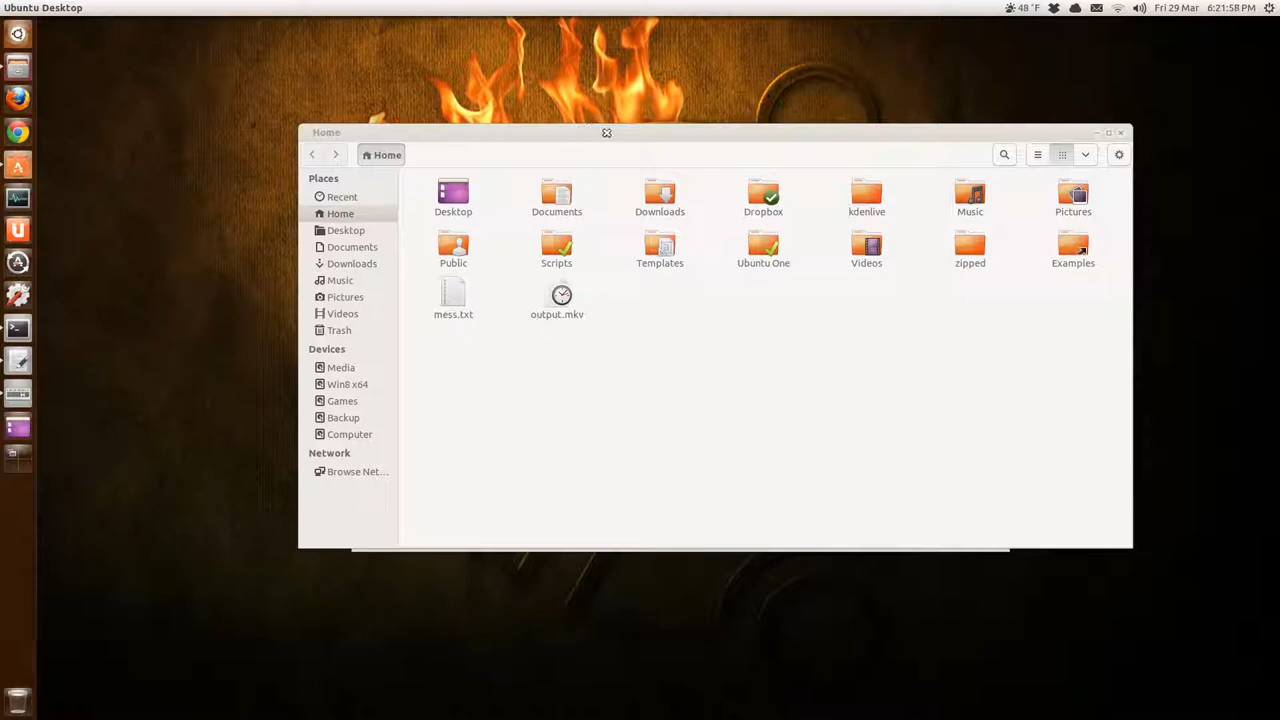 Ubuntu Desktop
48 °F
Fri 29 Mar
6:21:58 PM
Home
Home
Places
Recent
Home
Desktop
Documents
Downloads
Music
Pictures
Videos
Trash
Devices
Media
Win8 x64
Games
Backup
Computer
Network
Browse Net...
Desktop
Documents
Downloads
Dropbox
kdenlive
Music
Pictures
Public
Scripts
Templates
Ubuntu One
Videos
zipped
Examples
mess.txt
output.mkv